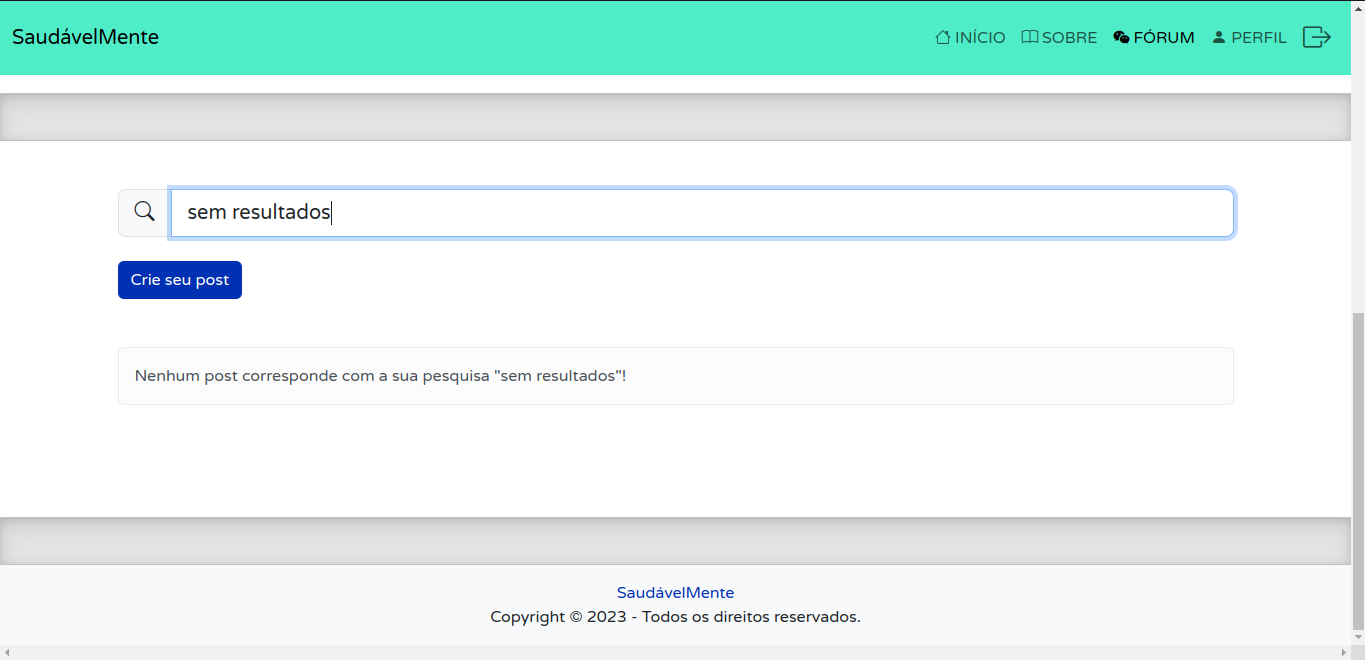 SaudávelMente
INÍCIO SOBRE FÓRUM PERFIL
sem resultados
Crie seu post
Nenhum post corresponde com a sua pesquisa "sem resultados"!
SaudávelMente
Copyright © 2023 - Todos os direitos reservados.